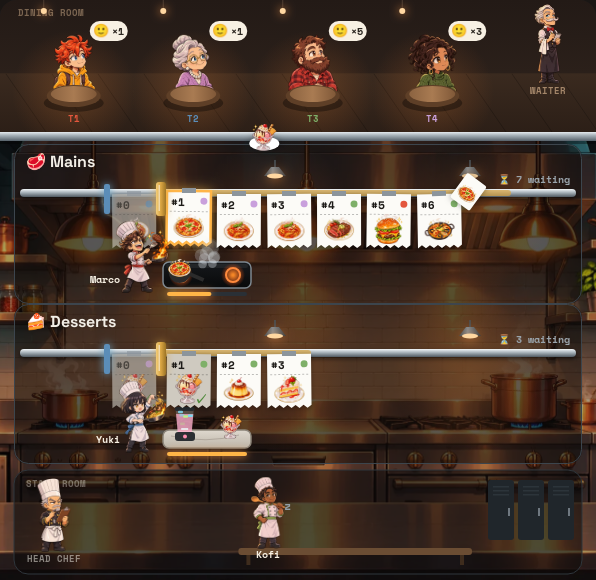 DINING ROOM
×1
×1
×5
×3
T1
T2
T3
T4
WAITER
Mains
7 waiting
#0
#1
#2
#3
#4
#5
#6
Marco
Desserts
3 waiting
#0
#1
#2
#3
Yuki
ROOM
z
HEAD CHEF
Kofi